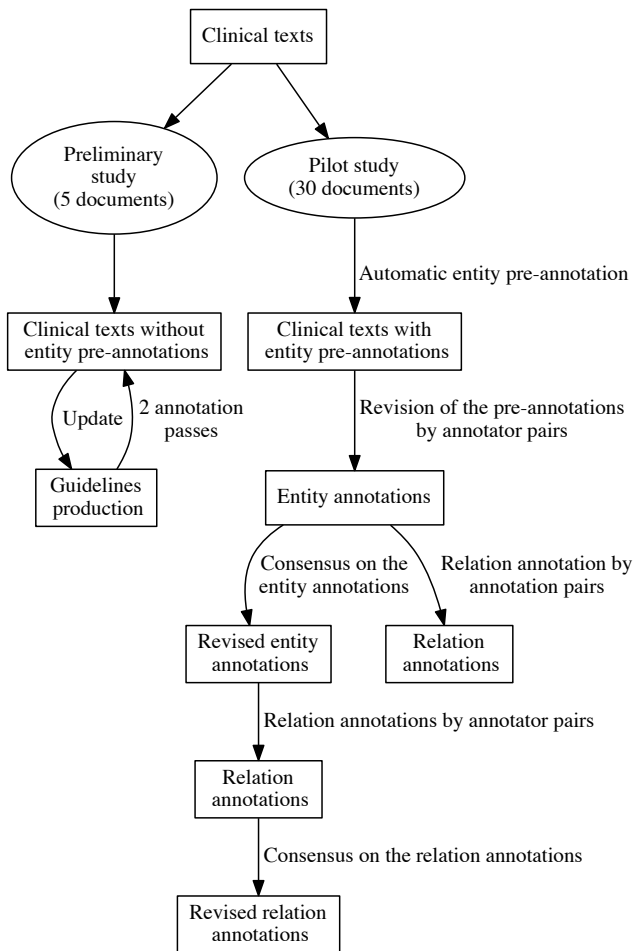 Clinical texts
Preliminary
study
(5 documents)
Pilot study
(30 documents)
Automatic entity pre-annotation
Clinical texts without
entity pre-annotations
Clinical texts with
entity pre-annotations
Update
2 annotation
passes
Revision of the pre-annotations
by annotator pairs
Guidelines
production
Entity annotations
Consensus on the
entity annotations
Relation annotation by
annotation pairs
Revised entity
annotations
Relation
annotations
Relation annotations by annotator pairs
Relation
annotations
Consensus on the relation annotations
Revised relation
annotations